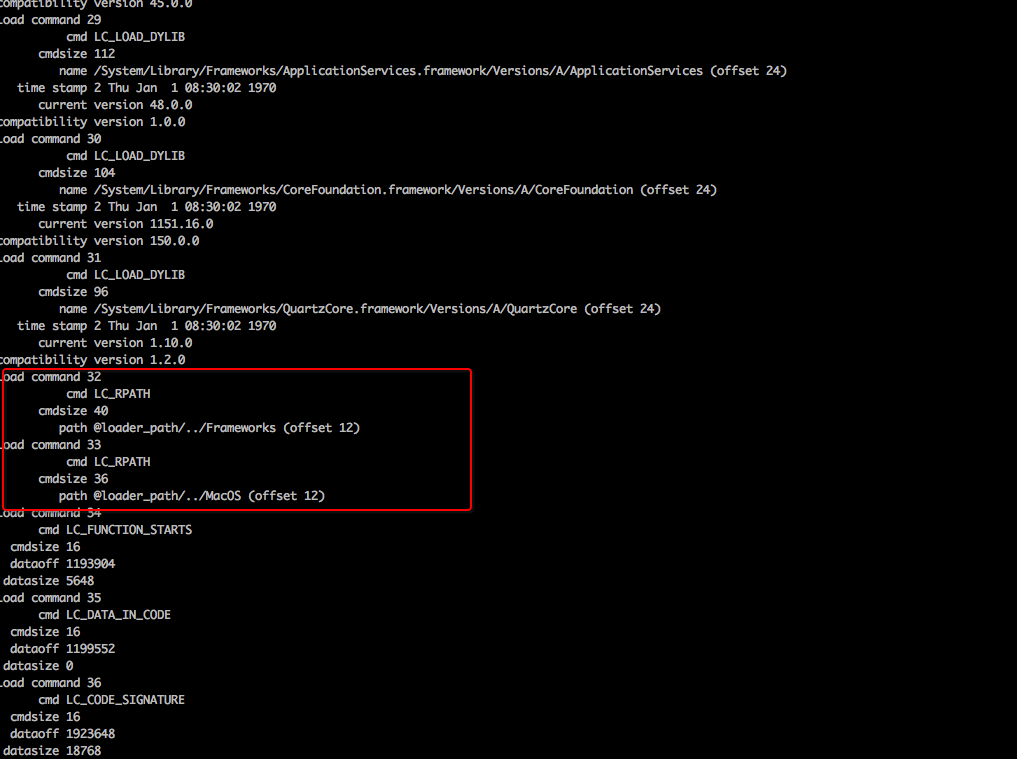 compatibility version 45.0.0
Load command 29
cmd LC_LOAD_DYLIB
cmdsize 112
name /System/Library/Frameworks/ApplicationServices.framework/Versions/A/ApplicationServices (offset 24)
time stamp 2 Thu Jan  1 08:30:02 1970
current version 48.0.0
compatibility version 1.0.0
Load command 30
cmd LC_LOAD_DYLIB
cmdsize 104
name /System/Library/Frameworks/CoreFoundation.framework/Versions/A/CoreFoundation (offset 24)
time stamp 2 Thu Jan  1 08:30:02 1970
current version 1151.16.0
compatibility version 150.0.0
Load command 31
cmd LC_LOAD_DYLIB
cmdsize 96
name /System/Library/Frameworks/QuartzCore.framework/Versions/A/QuartzCore (offset 24)
time stamp 2 Thu Jan  1 08:30:02 1970
current version 1.10.0
compatibility version 1.2.0
Load command 32
cmd LC_RPATH
cmdsize 40
path @loader_path/../Frameworks (offset 12)
Load command 33
cmd LC_RPATH
cmdsize 36
path @loader_path/../MacOS (offset 12)
Load command 34
cmd LC_FUNCTION_STARTS
cmdsize 16
dataoff 1193904
datasize 5648
Load command 35
cmd LC_DATA_IN_CODE
cmdsize 16
dataoff 1199552
datasize 0
Load command 36
cmd LC_CODE_SIGNATURE
cmdsize 16
dataoff 1923648
datasize 18768